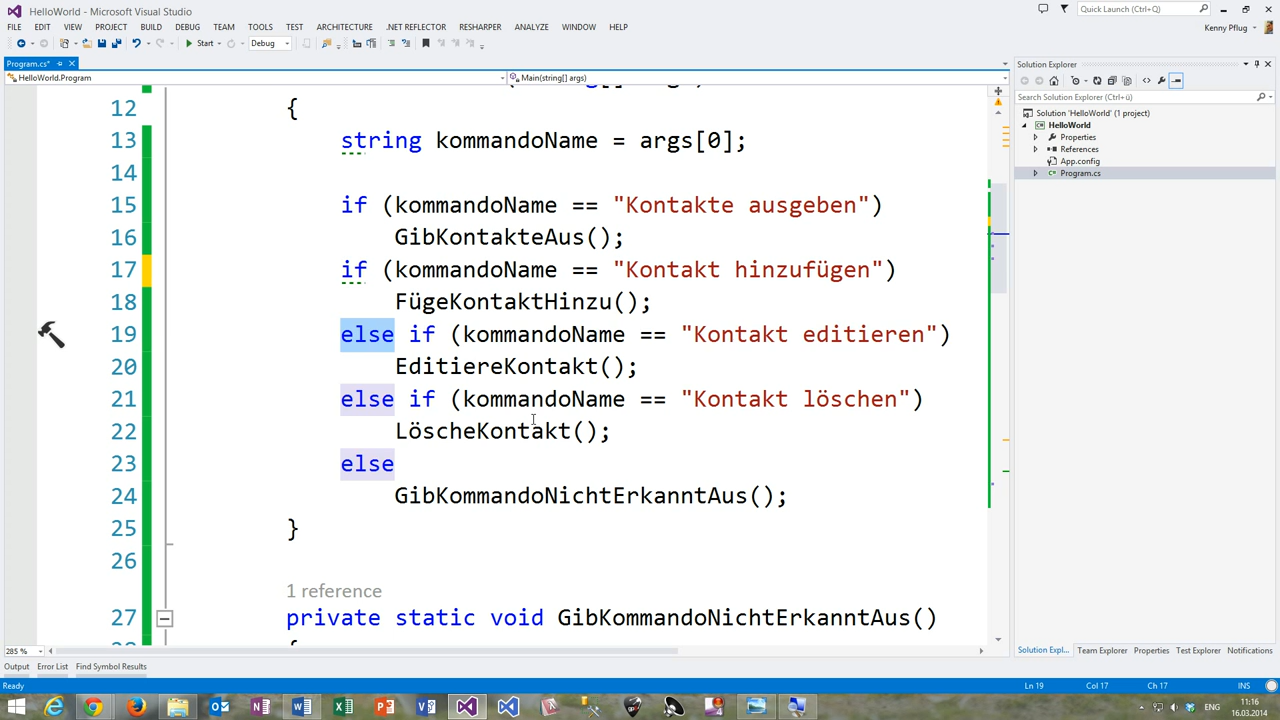 HelloWorld - Microsoft Visual Studio
Quick Launch (Ctrl+Q)
FILE EDIT VIEW PROJECT BUILD DEBUG TEAM TOOLS TEST ARCHITECTURE .NET REFLECTOR RESHARPER ANALYZE WINDOW HELP
Kenny Pflug
Start
Debug
Program.cs*
Solution Explorer
HelloWorld.Program
Main(string[] args)
Search Solution Explorer (Ctrl+ü)
Solution 'HelloWorld' (1 project)
HelloWorld
Properties
References
App.config
Program.cs
12 {
13 string kommandoName = args[0];
14
15 if (kommandoName == "Kontakte ausgeben")
16 GibKontakteAus();
17 if (kommandoName == "Kontakt hinzufügen")
18 FügeKontaktHinzu();
19 else if (kommandoName == "Kontakt editieren")
20 EditiereKontakt();
21 else if (kommandoName == "Kontakt löschen")
22 LöscheKontakt();
23 else
24 GibKommandoNichtErkanntAus();
25 }
26
1 reference
27 private static void GibKommandoNichtErkanntAus()
285 %
Solution Expl... Team Explorer Properties Test Explorer Notifications
Output Error List Find Symbol Results
Ready
Ln 19 Col 17 Ch 17 INS
ENG
11:16
16.03.2014